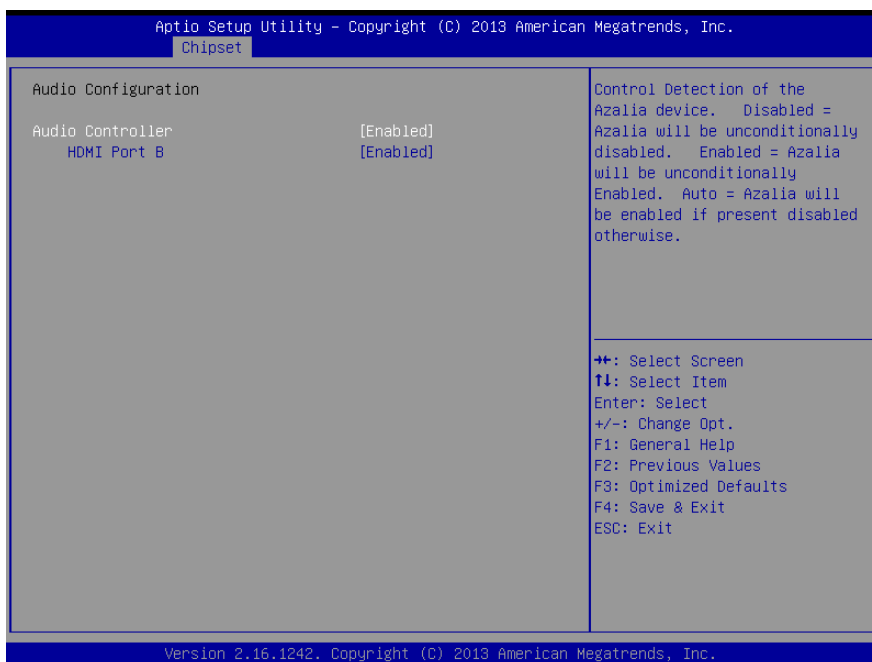 Aptio Setup Utility – Copyright (C) 2013 American Megatrends, Inc.
Chipset
Audio Configuration
Audio Controller [Enabled]
HDMI Port B [Enabled]
Control Detection of the
Azalia device. Disabled =
Azalia will be unconditionally
disabled. Enabled = Azalia
will be unconditionally
Enabled. Auto = Azalia will
be enabled if present disabled
otherwise.
→←: Select Screen
↑↓: Select Item
Enter: Select
+/-: Change Opt.
F1: General Help
F2: Previous Values
F3: Optimized Defaults
F4: Save & Exit
ESC: Exit
Version 2.16.1242. Copyright (C) 2013 American Megatrends, Inc.